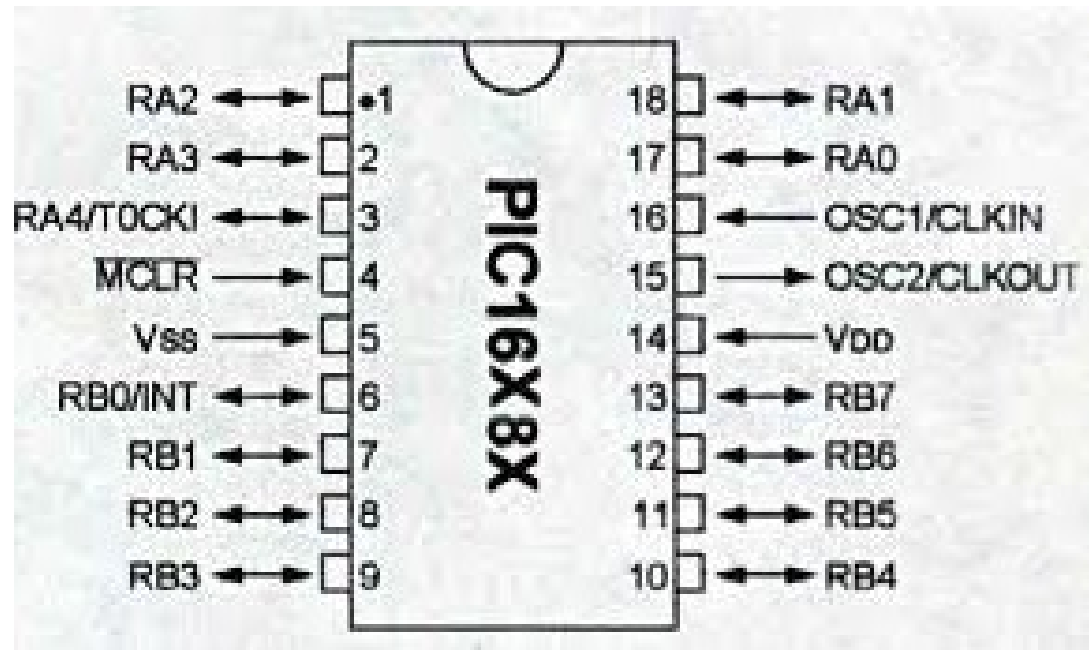 RA2 •1 18 RA1
RA3 2 17 RA0
RA4/T0CKI 3 16 OSC1/CLKIN
MCLR 4 15 OSC2/CLKOUT
Vss 5 14 VDD
RB0/INT 6 13 RB7
RB1 7 12 RB6
RB2 8 11 RB5
RB3 9 10 RB4
PIC16X8X